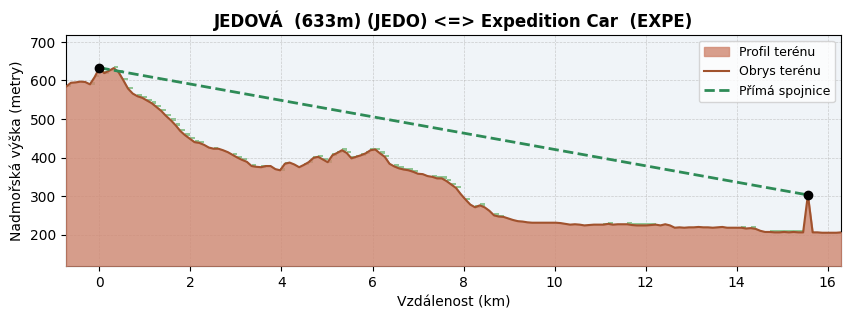 JEDOVÁ  (633m) (JEDO) <=> Expedition Car  (EXPE)
Nadmořská výška (metry)
700
600
500
400
300
200
Profil terénu
Obrys terénu
Přímá spojnice
0 2 4 6 8 10 12 14 16
Vzdálenost (km)